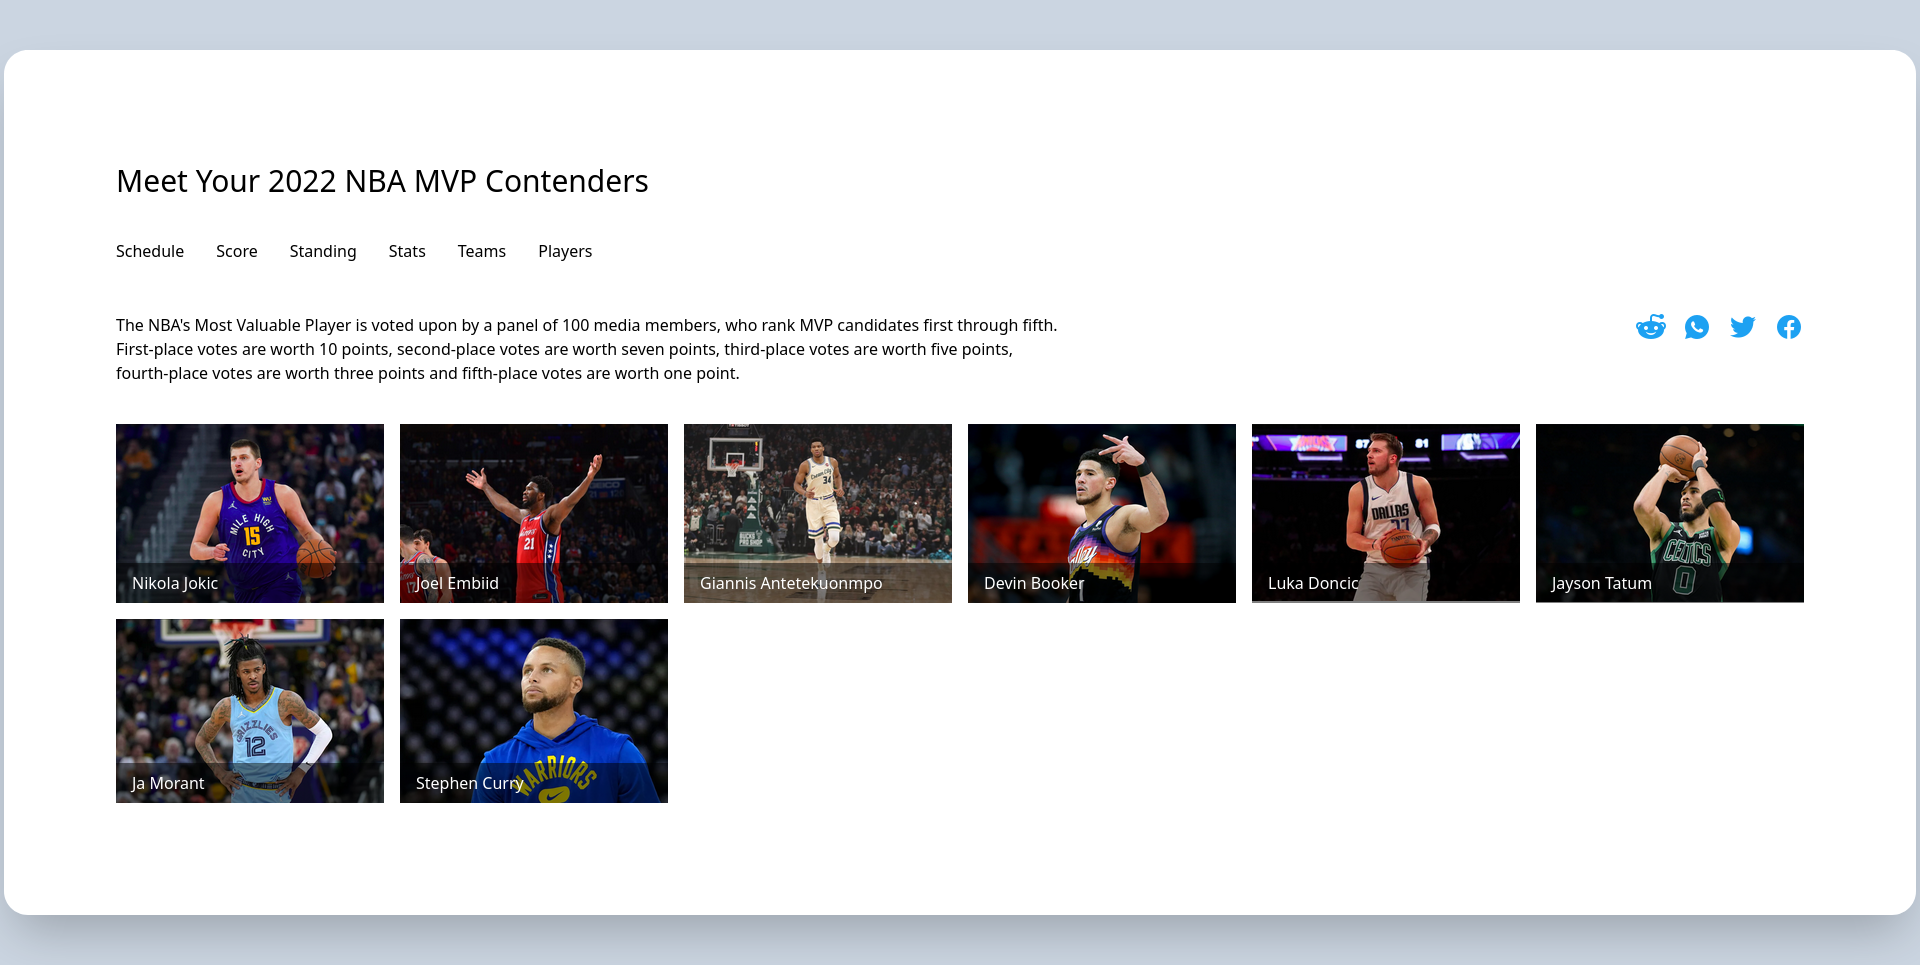 Meet Your 2022 NBA MVP Contenders
Schedule Score Standing Stats Teams Players
The NBA's Most Valuable Player is voted upon by a panel of 100 media members, who rank MVP candidates first through fifth.
First-place votes are worth 10 points, second-place votes are worth seven points, third-place votes are worth five points,
fourth-place votes are worth three points and fifth-place votes are worth one point.
MILE HIGH
15
CITY
Nikola Jokic
21
Joel Embiid
34
BUCKS
PRO SHOP
Giannis Antetekuonmpo
Devin Booker
87 81
DALLAS
Luka Doncic
CELTICS
0
Jayson Tatum
GRIZZLIES
12
Ja Morant
WARRIORS
Stephen Curry